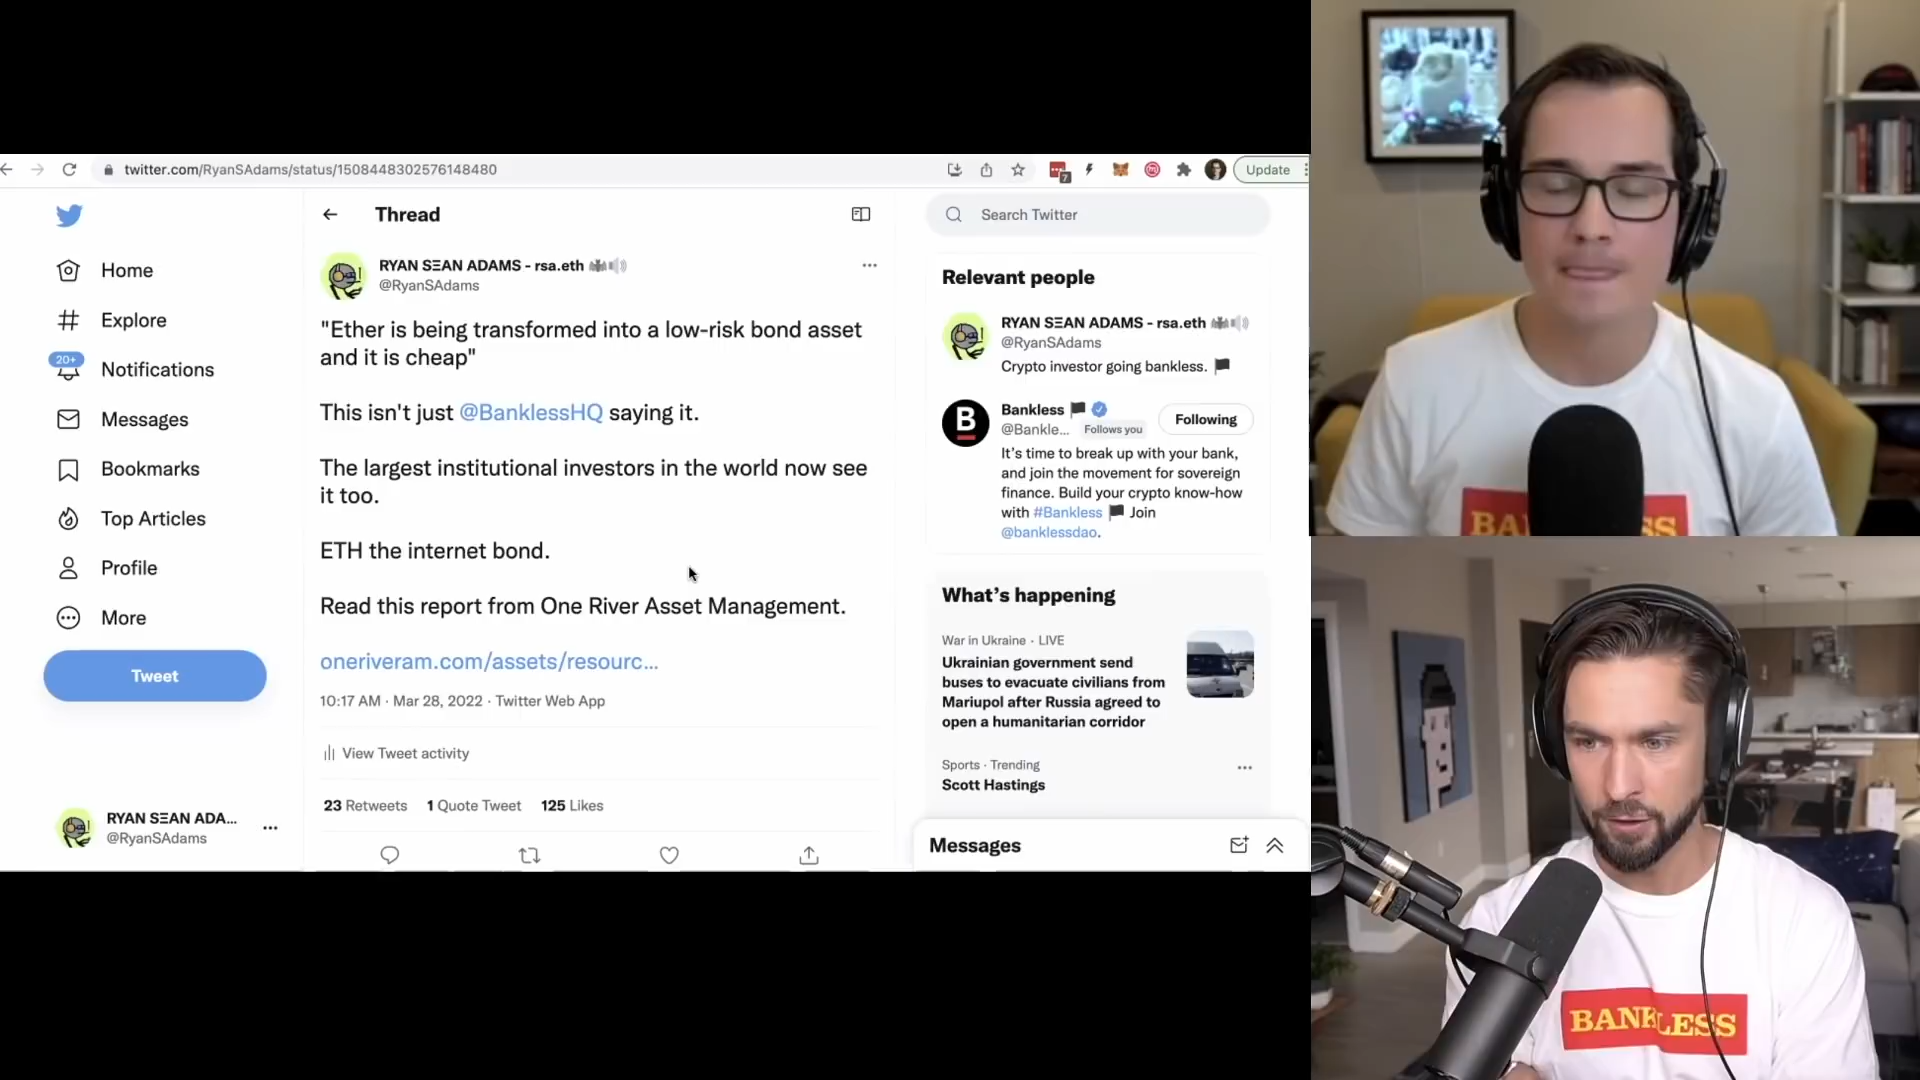 twitter.com/RyanSAdams/status/1508448302576148480
7
Update
Home
Explore
20+
Notifications
Messages
Bookmarks
Top Articles
Profile
More
Tweet
RYAN SΞAN ADA...
@RyanSAdams
Thread
RYAN SΞAN ADAMS - rsa.eth
@RyanSAdams
"Ether is being transformed into a low-risk bond asset
and it is cheap"
This isn't just @BanklessHQ saying it.
The largest institutional investors in the world now see
it too.
ETH the internet bond.
Read this report from One River Asset Management.
oneriveram.com/assets/resourc...
10:17 AM · Mar 28, 2022 · Twitter Web App
View Tweet activity
23 Retweets 1 Quote Tweet 125 Likes
Search Twitter
Relevant people
RYAN SΞAN ADAMS - rsa.eth
@RyanSAdams
Crypto investor going bankless.
B
Bankless
@Bankle... Follows you
Following
It's time to break up with your bank,
and join the movement for sovereign
finance. Build your crypto know-how
with #Bankless Join
@banklessdao.
What's happening
War in Ukraine · LIVE
Ukrainian government send
buses to evacuate civilians from
Mariupol after Russia agreed to
open a humanitarian corridor
Sports · Trending
Scott Hastings
Messages
BA SS
BANKLESS